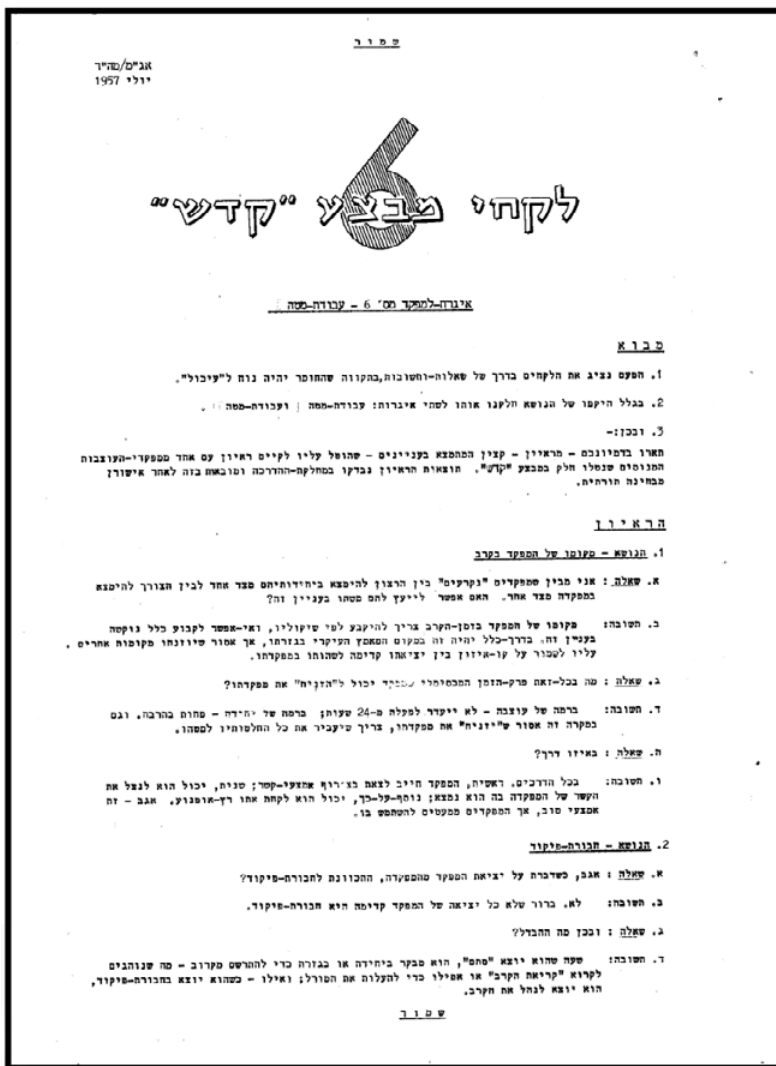 שמור
אג"ם/מה"ד
יולי 1957
6
לקחי מבצע "קדש"
איגרת-למפקד מס' 6 - עבודת-מטה
מבוא
1. הפעם נציג את הלקחים בדרך של שאלות-ותשובות, בתקווה שהחומר יהיה נוח ל"עיכול".
2. בגלל היקפו של הנושא חלקנו אותו לשתי איגרות: עבודת-מטה ועבודת-מטה
3. ובכן:-
תארו בדמיונכם - מראיין - קצין המתמצא בעניינים - שהוטל עליו לקיים ראיון עם אחד ממפקדי-העוצבות
המנוסים שנטלו חלק במבצע "קדש". תוצאות הראיון נבדקו במחלקת-ההדרכה ומובאות בזה לאחר אישורן
מבחינה תורתית.
הראיון
1. הנושא - מקומו של המפקד בקרב
א. שאלה: אני מבין שמפקדים "נקרעים" בין הרצון להימצא ביחידותיהם מצד אחד לבין הצורך להימצא
במפקדה מצד אחר. האם אפשר לייעץ להם משהו בעניין זה?
ב. תשובה: מקומו של המפקד בזמן-הקרב צריך להיקבע לפי שיקוליו, ואי-אפשר לקבוע כלל נוקשה
בעניין זה. בדרך-כלל יהיה זה במקום המאמץ העיקרי בגזרתו, אך אסור שיוזנחו מקומות אחרים.
עליו לשמור על קו-איזון בין יציאתו קדימה לשהותו במפקדתו.
ג. שאלה: מה בכל-זאת פרק-הזמן המכסימלי שמפקד יכול ל"הזניח" את מפקדתו?
ד. תשובה: ברמה של עוצבה - לא ייעדר למעלה מ-24 שעות; ברמה של יחידה - פחות בהרבה. וגם
במקרה זה אסור ש"יזניח" את מפקדתו, צריך שיעביר את כל החלטותיו למטהו.
ה. שאלה: באיזו דרך?
ו. תשובה: בכל הדרכים. ראשית, המפקד חייב לצאת בצירוף אמצעי-קשר; שנית, יכול הוא לנצל את
הקשר של המפקדה בה הוא נמצא; נוסף-על-כך, יכול הוא לקחת אתו רץ-אופנוע. אגב - זה
אמצעי טוב, אך המפקדים ממעטים להשתמש בו.
2. הנושא - חבורת-פיקוד
א. שאלה: אגב, כשדברת על יציאת המפקד מהמפקדה, התכוונת לחבורת-פיקוד?
ב. תשובה: לא. ברור שלא כל יציאה של המפקד קדימה היא חבורת-פיקוד.
ג. שאלה: ובכן מה ההבדל?
ד. תשובה: שעה שהוא יוצא "סתם", הוא מבקר ביחידה או בגזרה כדי להתרשם מקרוב - מה שנוהגים
לקרוא "קריאת הקרב" או אפילו כדי להעלות את המורל; ואילו - כשהוא יוצא בחבורת-פיקוד,
הוא יוצא לנהל את הקרב.
שמור